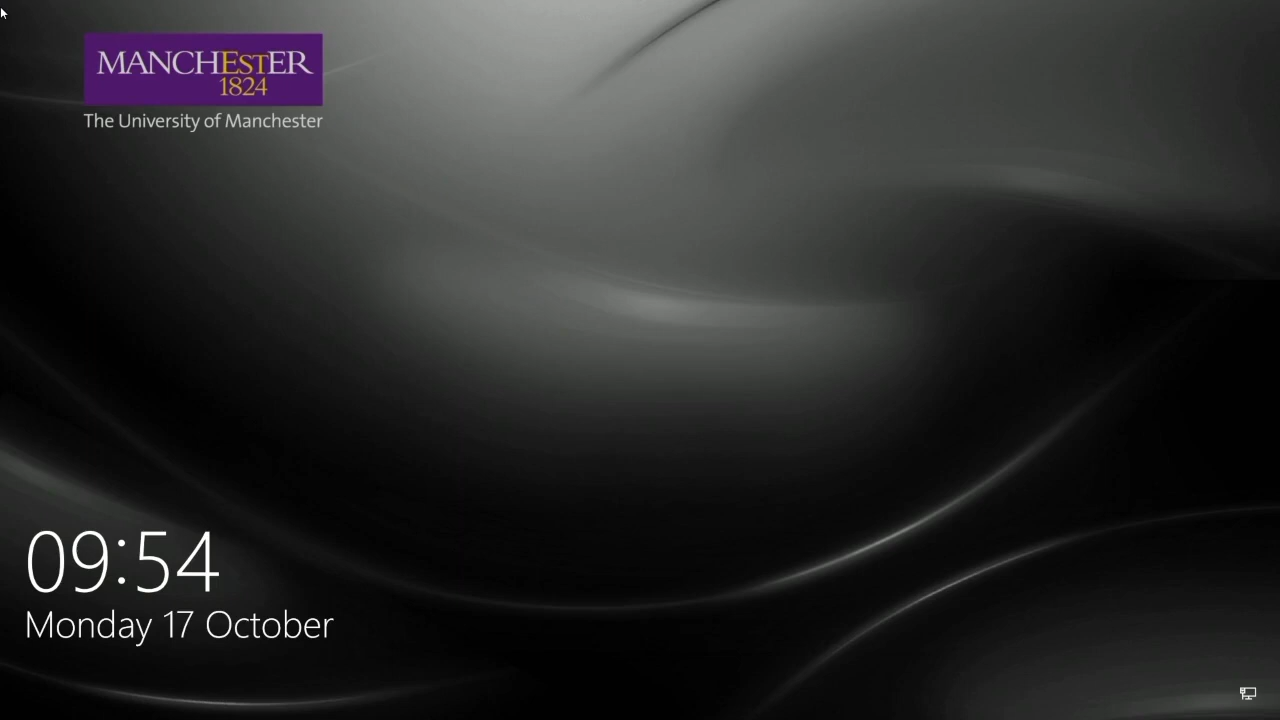 MANCHESTER
1824
The University of Manchester
09:54
Monday 17 October